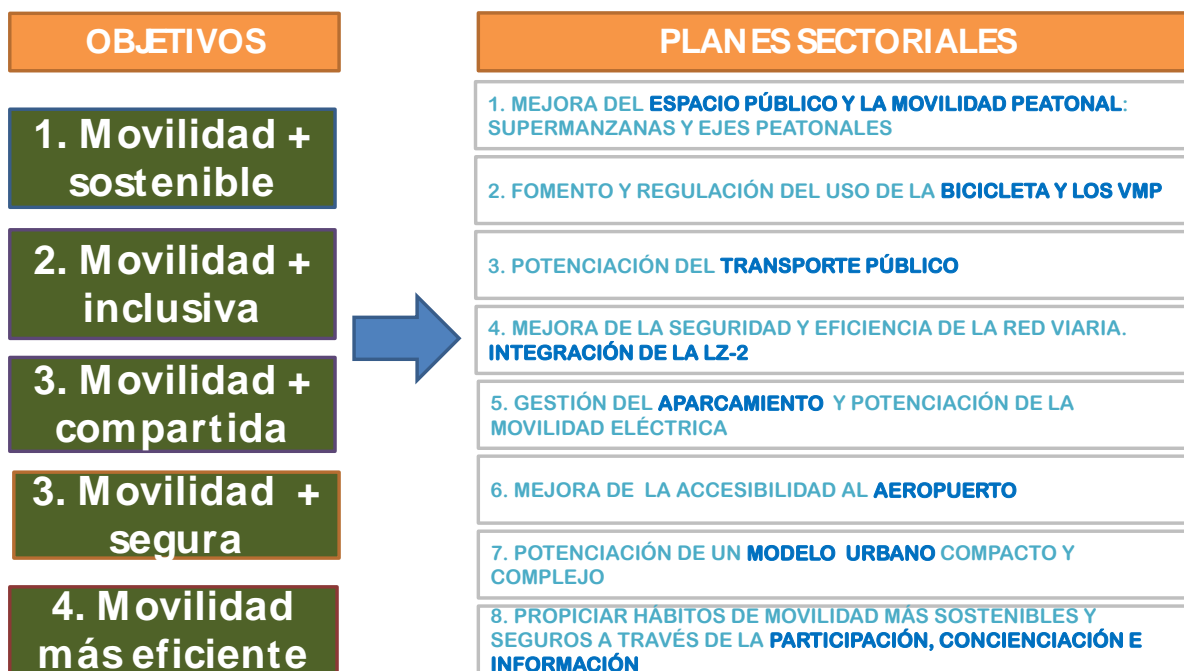 OBJETIVOS
1. Movilidad +
sostenible
2. Movilidad +
inclusiva
3. Movilidad +
compartida
3. Movilidad +
segura
4. Movilidad
más eficiente
PLANES SECTORIALES
1. MEJORA DEL ESPACIO PÚBLICO Y LA MOVILIDAD PEATONAL:
SUPERMANZANAS Y EJES PEATONALES
2. FOMENTO Y REGULACIÓN DEL USO DE LA BICICLETA Y LOS VMP
3. POTENCIACIÓN DEL TRANSPORTE PÚBLICO
4. MEJORA DE LA SEGURIDAD Y EFICIENCIA DE LA RED VIARIA.
INTEGRACIÓN DE LA LZ-2
5. GESTIÓN DEL APARCAMIENTO Y POTENCIACIÓN DE LA
MOVILIDAD ELÉCTRICA
6. MEJORA DE LA ACCESIBILIDAD AL AEROPUERTO
7. POTENCIACIÓN DE UN MODELO URBANO COMPACTO Y
COMPLEJO
8. PROPICIAR HÁBITOS DE MOVILIDAD MÁS SOSTENIBLES Y
SEGUROS A TRAVÉS DE LA PARTICIPACIÓN, CONCIENCIACIÓN E
INFORMACIÓN